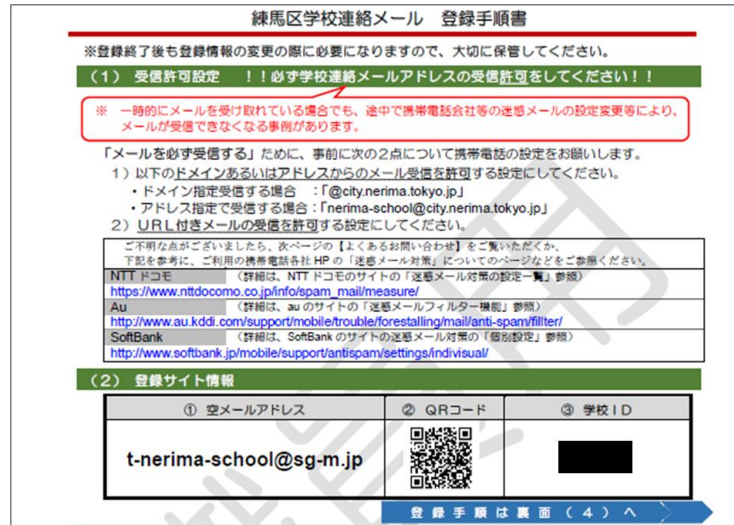 練馬区学校連絡メール　登録手順書
※登録終了後も登録情報の変更の際に必要になりますので、大切に保管してください。
（1）　受信許可設定　　！！必ず学校連絡メールアドレスの受信許可をしてください！！
※　一時的にメールを受け取れている場合でも、途中で携帯電話会社等の迷惑メールの設定変更等により、
メールが受信できなくなる事例があります。
「メールを必ず受信する」ために、事前に次の2点について携帯電話の設定をお願いします。
1）以下のドメインあるいはアドレスからのメール受信を許可する設定にしてください。
・ドメイン指定受信する場合　：「@city.nerima.tokyo.jp」
・アドレス指定で受信する場合：「nerima-school@city.nerima.tokyo.jp」
2）URL付きメールの受信を許可する設定にしてください。
ご不明な点がございましたら、次ページの【よくあるお問い合わせ】をご覧いただくか、
下記を参考に、ご利用の携帯電話各社HPの「迷惑メール対策」についてのページなどをご参照ください。
NTTドコモ　（詳細は、NTTドコモのサイトの「迷惑メール対策の設定一覧」参照）
https://www.nttdocomo.co.jp/info/spam_mail/measure/
Au　（詳細は、auのサイトの「迷惑メールフィルター機能」参照）
http://www.au.kddi.com/support/mobile/trouble/forestalling/mail/anti-spam/fillter/
SoftBank　（詳細は、SoftBankのサイトの迷惑メール対策の「個別設定」参照）
http://www.softbank.jp/mobile/support/antispam/settings/indivisual/
（2）　登録サイト情報
①　空メールアドレス　②　QRコード　③　学校ID
t-nerima-school@sg-m.jp
登録手順は裏面（4）へ